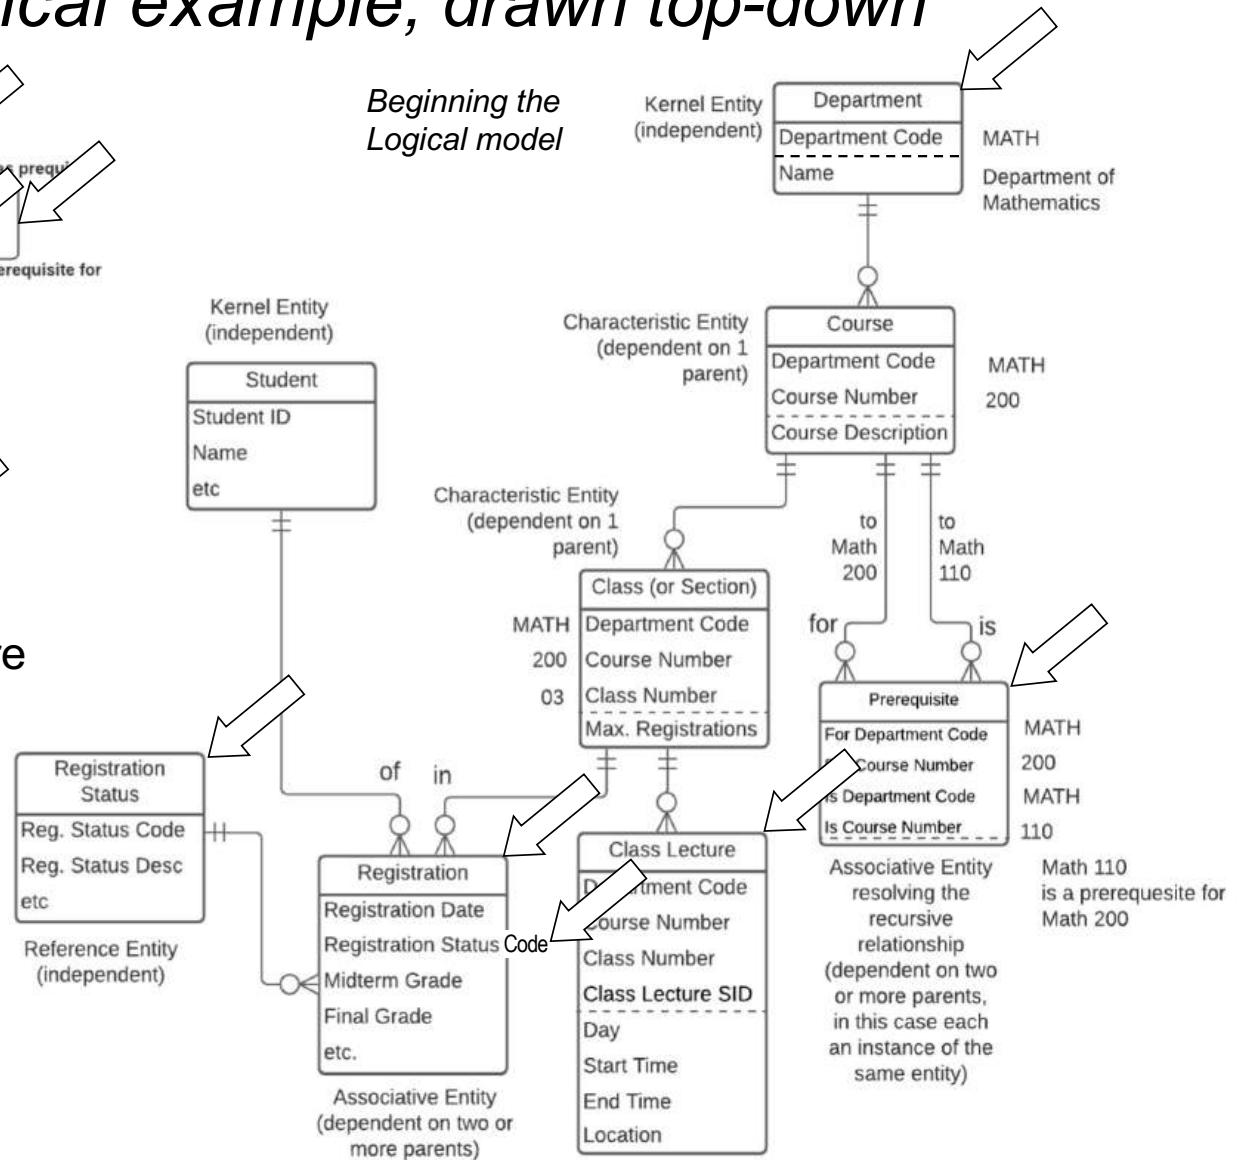 ical example, drawn top-down
Beginning the
Logical model
Kernel Entity
(independent)
Department
Department Code
Name
MATH
Department of
Mathematics
erequisite for
Kernel Entity
(independent)
Student
Student ID
Name
etc
Characteristic Entity
(dependent on 1
parent)
Course
Department Code
Course Number
Course Description
MATH
200
Characteristic Entity
(dependent on 1
parent)
to
Math
200
to
Math
110
for
is
Class (or Section)
MATH Department Code
200 Course Number
03 Class Number
Max. Registrations
Prerequisite
For Department Code
Course Number
Is Department Code
Is Course Number
MATH
200
MATH
110
re
Registration
Status
Reg. Status Code
Reg. Status Desc
etc
Reference Entity
(independent)
of
in
Registration
Registration Date
Registration Status Code
Midterm Grade
Final Grade
etc.
Associative Entity
(dependent on two or
more parents)
Class Lecture
Department Code
Course Number
Class Number
Class Lecture SID
Day
Start Time
End Time
Location
Associative Entity
resolving the
recursive
relationship
(dependent on two
or more parents,
in this case each
an instance of the
same entity)
Math 110
is a prerequesite for
Math 200